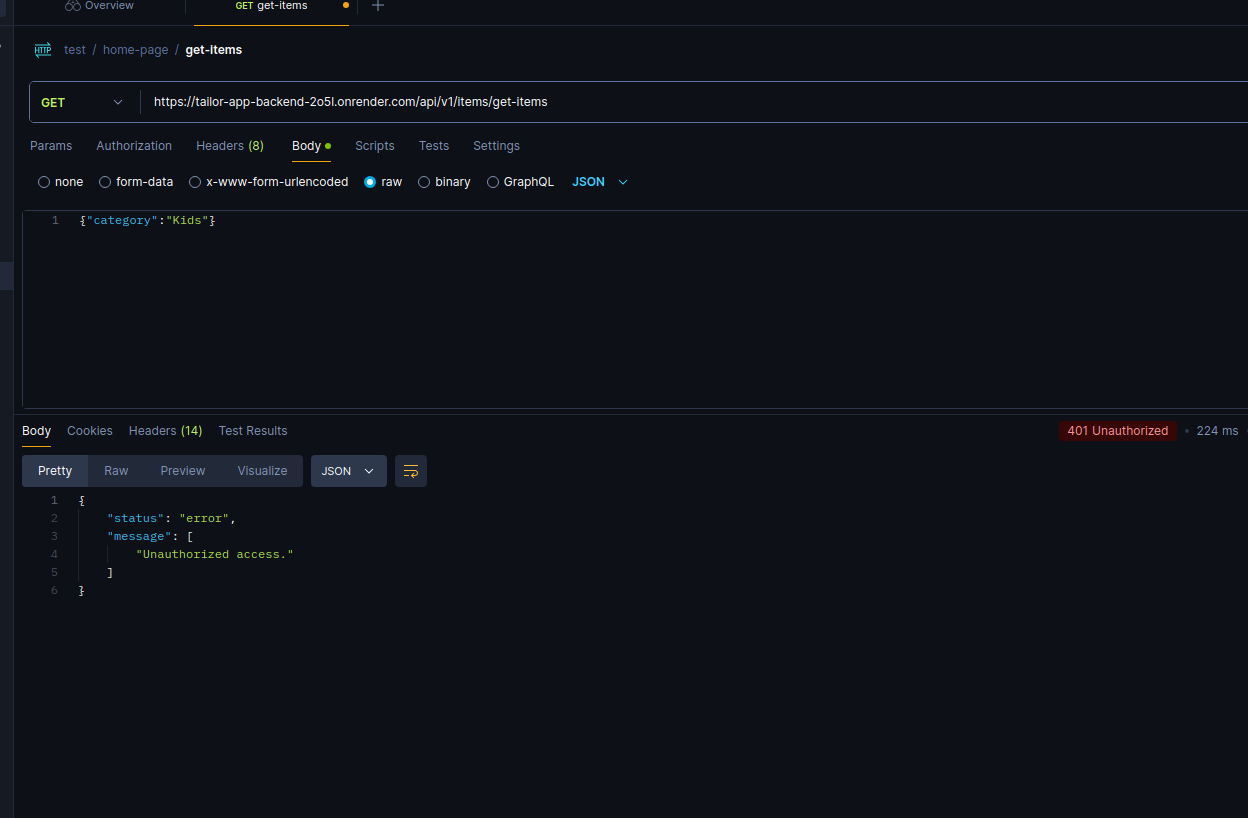 Overview GET get-items
HTTP test / home-page / get-items
GET https://tailor-app-backend-2o5l.onrender.com/api/v1/items/get-items
Params Authorization Headers (8) Body Scripts Tests Settings
none form-data x-www-form-urlencoded raw binary GraphQL JSON
1 {"category":"Kids"}
Body Cookies Headers (14) Test Results 401 Unauthorized • 224 ms
Pretty Raw Preview Visualize JSON
1 {
2 "status": "error",
3 "message": [
4 "Unauthorized access."
5 ]
6 }